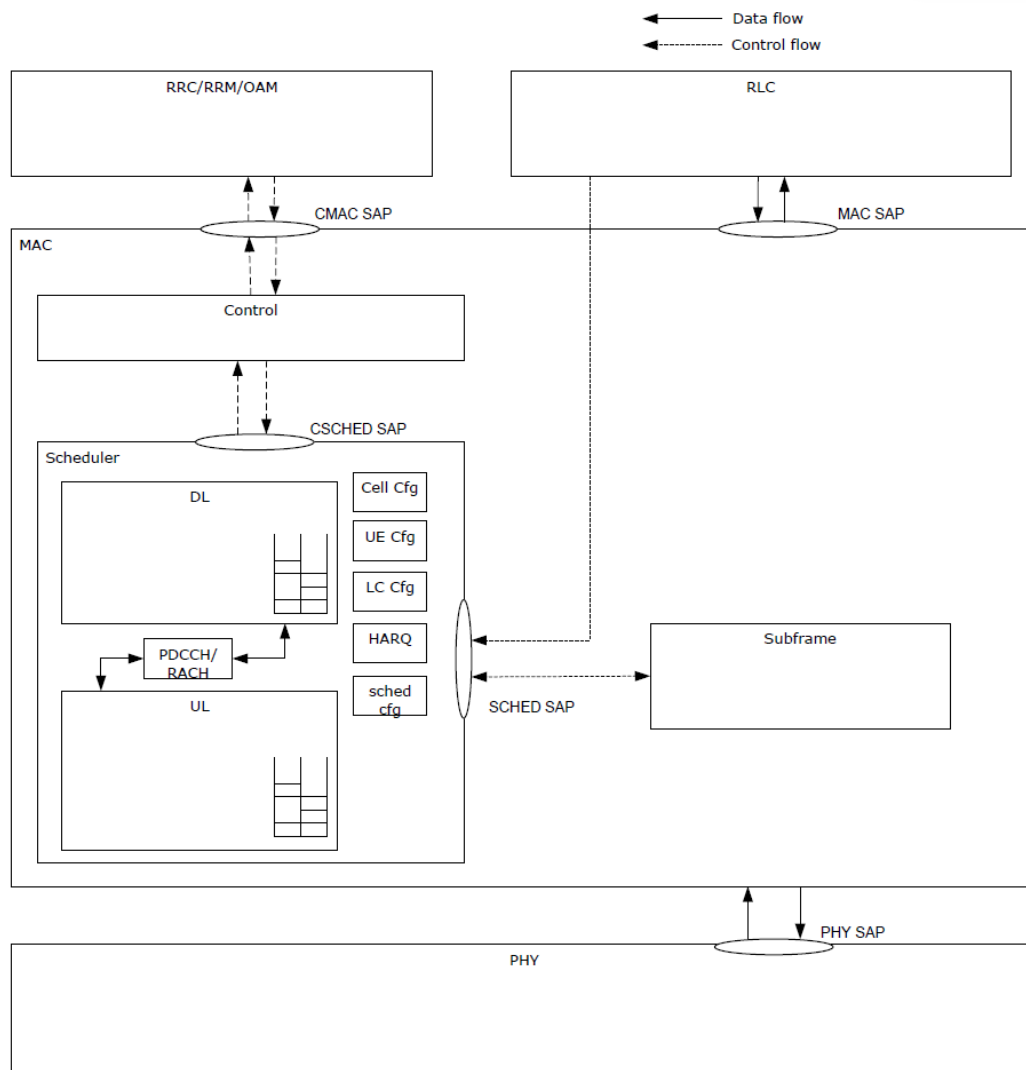 Data flow
Control flow
RRC/RRM/OAM
RLC
CMAC SAP
MAC SAP
MAC
Control
CSCHED SAP
Scheduler
DL
Cell Cfg
UE Cfg
LC Cfg
HARQ
PDCCH/
RACH
sched
cfg
UL
SCHED SAP
Subframe
PHY SAP
PHY